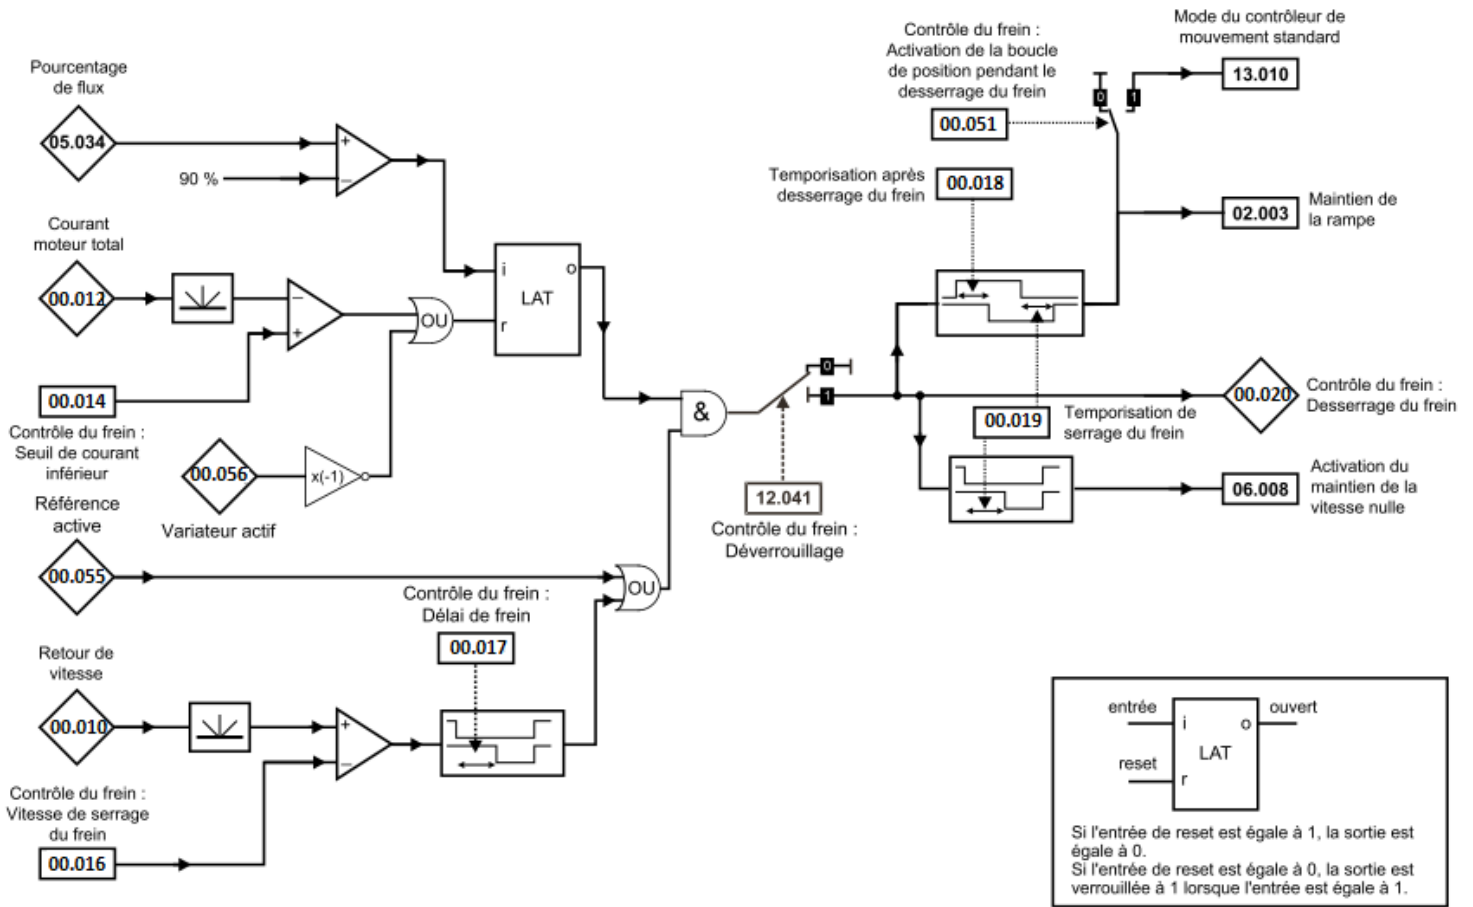 Pourcentage
de flux
05.034
90 %
+
−
Courant
moteur total
00.012
−
+
OU
00.014
Contrôle du frein :
Seuil de courant
inférieur
00.056
x(-1)
Variateur actif
i
o
LAT
r
Référence
active
00.055
OU
&
Retour de
vitesse
00.010
Contrôle du frein :
Délai de frein
00.017
+
−
Contrôle du frein :
Vitesse de serrage
du frein
00.016
0
1
12.041
Contrôle du frein :
Déverrouillage
Contrôle du frein :
Activation de la boucle
de position pendant le
desserrage du frein
00.051
0
1
Mode du contrôleur de
mouvement standard
13.010
Temporisation après
desserrage du frein
00.018
02.003
Maintien de
la rampe
00.020
Contrôle du frein :
Desserrage du frein
00.019
Temporisation de
serrage du frein
06.008
Activation du
maintien de la
vitesse nulle
entrée
i
o
ouvert
LAT
reset
r
Si l'entrée de reset est égale à 1, la sortie est
égale à 0.
Si l'entrée de reset est égale à 0, la sortie est
verrouillée à 1 lorsque l'entrée est égale à 1.